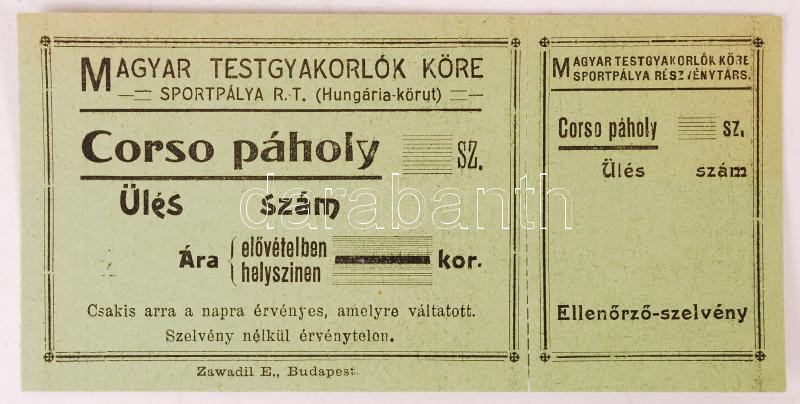 MAGYAR TESTGYAKORLÓK KÖRE
SPORTPÁLYA R.-T. (Hungária-körut)
Corso páholy sz.
Ülés szám
Ára elővételben
helyszinen kor.
Csakis arra a napra érvényes, amelyre váltatott.
Szelvény nélkül érvénytelen.
Zawadil E., Budapest.
MAGYAR TESTGYAKORLÓK KÖRE
SPORTPÁLYA RÉSZVÉNYTÁRS.
Corso páholy sz.
Ülés szám
Ellenőrző-szelvény
darabanth